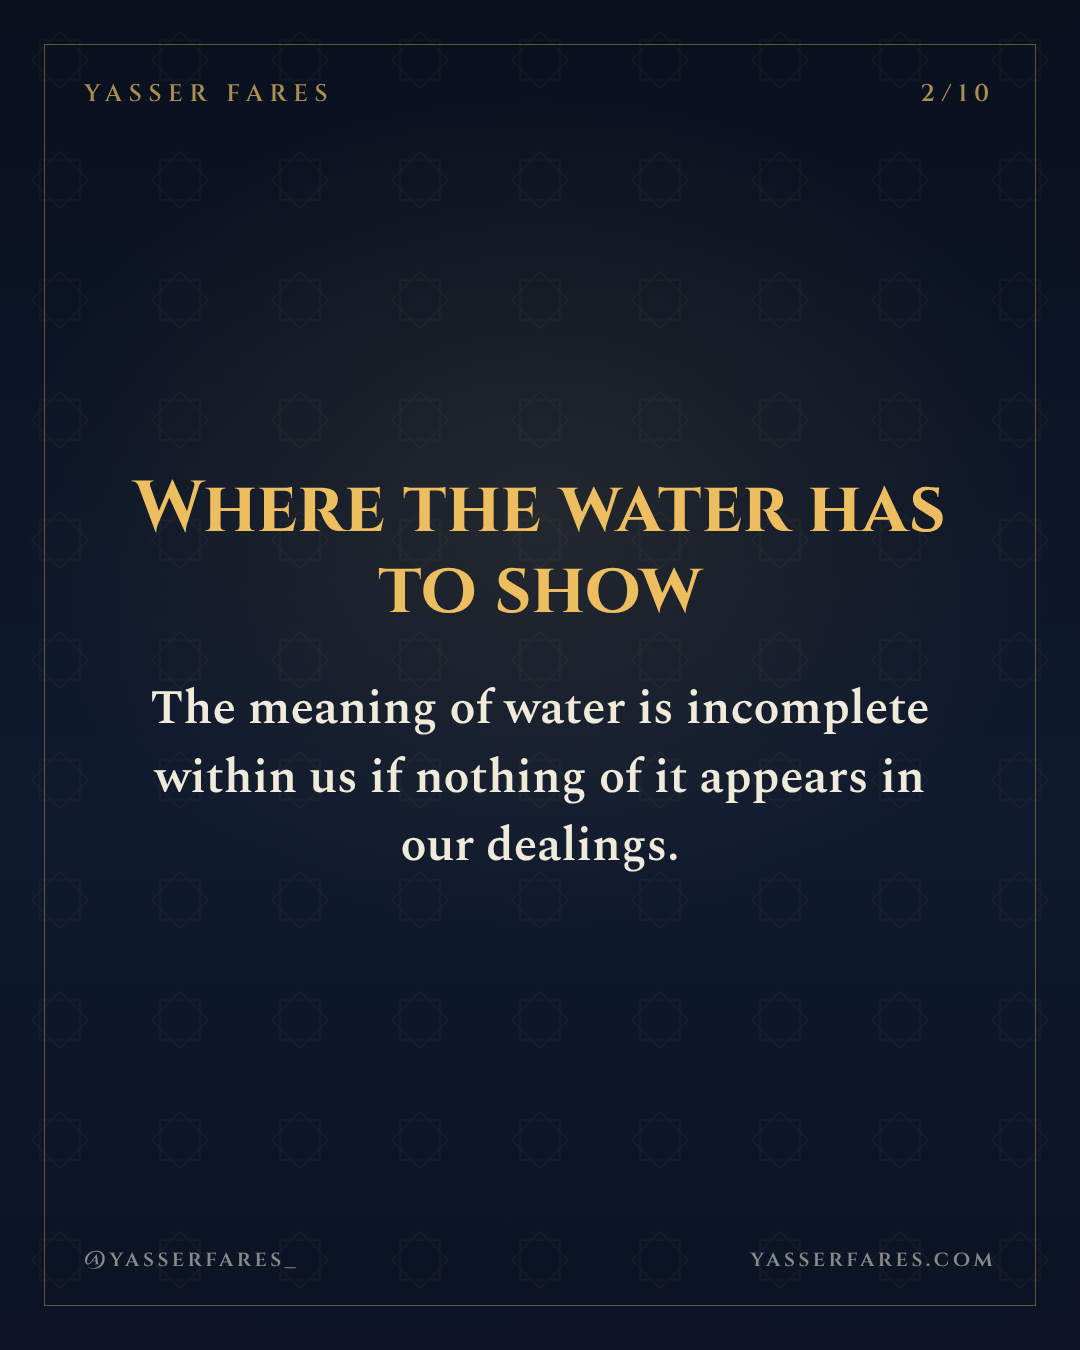 YASSER FARES
2/10
Where the water has
to show
The meaning of water is incomplete
within us if nothing of it appears in
our dealings.
@YASSERFARES_
YASSERFARES.COM